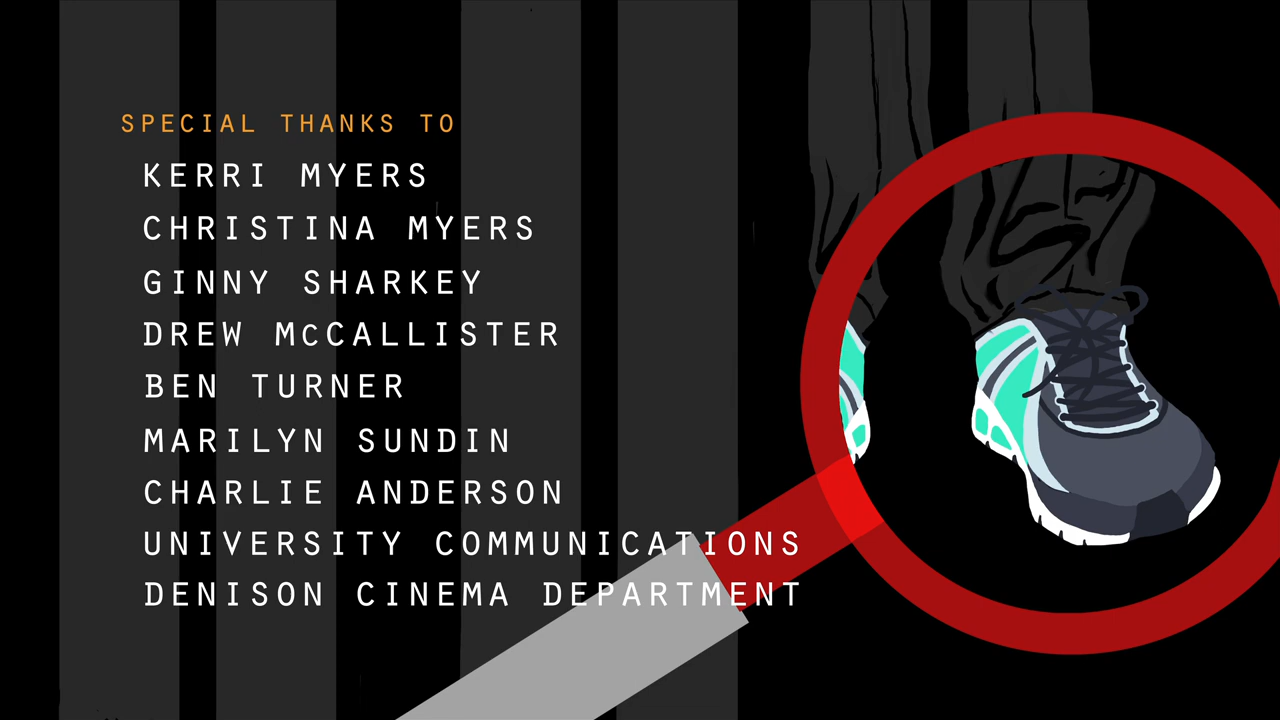 SPECIAL THANKS TO
KERRI MYERS
CHRISTINA MYERS
GINNY SHARKEY
DREW McCALLISTER
BEN TURNER
MARILYN SUNDIN
CHARLIE ANDERSON
UNIVERSITY COMMUNICATIONS
DENISON CINEMA DEPARTMENT